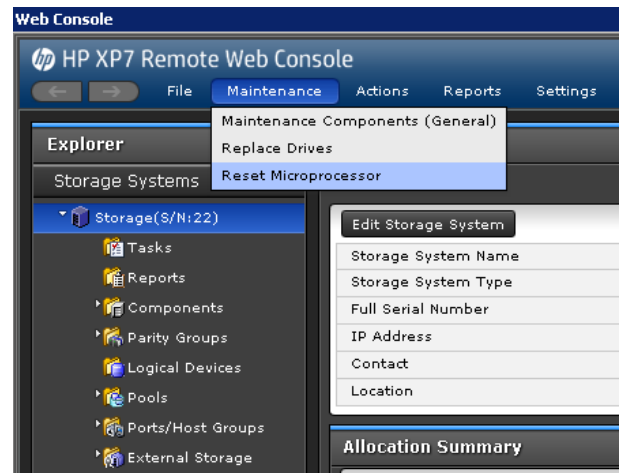 Web Console
hp HP XP7 Remote Web Console
File Maintenance Actions Reports Settings
Maintenance Components (General)
Replace Drives
Reset Microprocessor
Explorer
Storage Systems
Storage(S/N:22)
Tasks
Reports
Components
Parity Groups
Logical Devices
Pools
Ports/Host Groups
External Storage
Edit Storage System
Storage System Name
Storage System Type
Full Serial Number
IP Address
Contact
Location
Allocation Summary